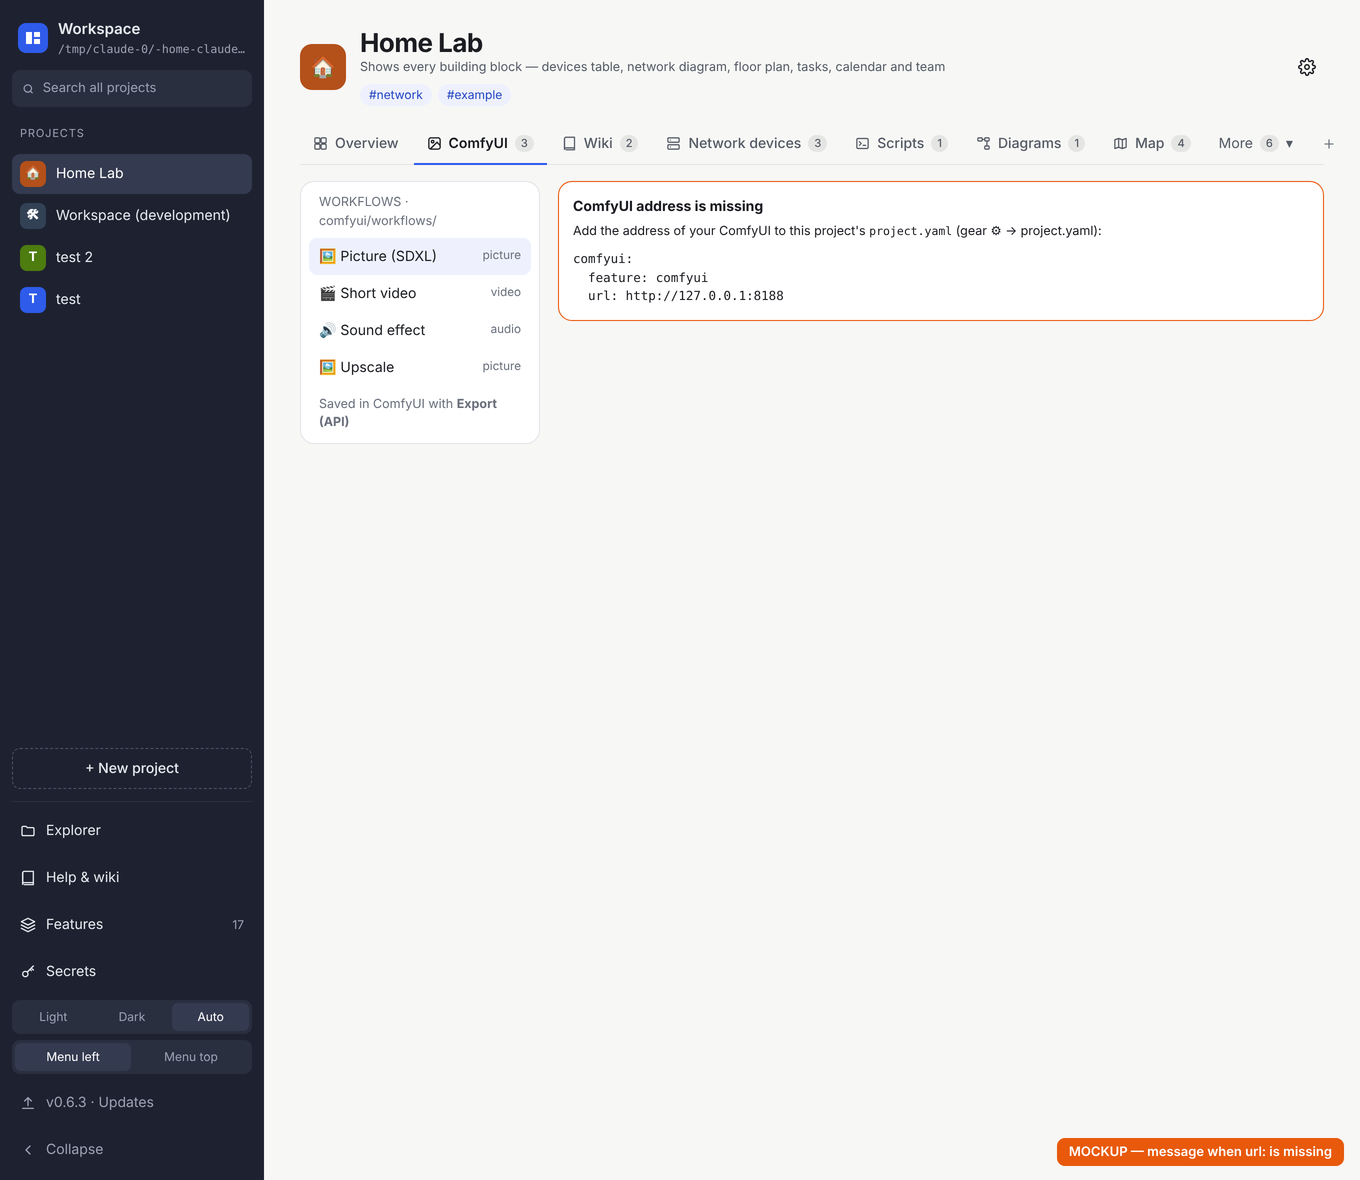 Workspace
/tmp/claude-0/-home-claude…
Search all projects
PROJECTS
Home Lab
Workspace (development)
T test 2
T test
+ New project
Explorer
Help & wiki
Features 17
Secrets
Light Dark Auto
Menu left Menu top
v0.6.3 · Updates
Collapse
Home Lab
Shows every building block — devices table, network diagram, floor plan, tasks, calendar and team
#network #example
Overview ComfyUI 3 Wiki 2 Network devices 3 Scripts 1 Diagrams 1 Map 4 More 6 ▾ +
WORKFLOWS ·
comfyui/workflows/
Picture (SDXL) picture
Short video video
Sound effect audio
Upscale picture
Saved in ComfyUI with Export
(API)
ComfyUI address is missing
Add the address of your ComfyUI to this project's project.yaml (gear ⚙ → project.yaml):
comfyui:
  feature: comfyui
  url: http://127.0.0.1:8188
MOCKUP — message when url: is missing